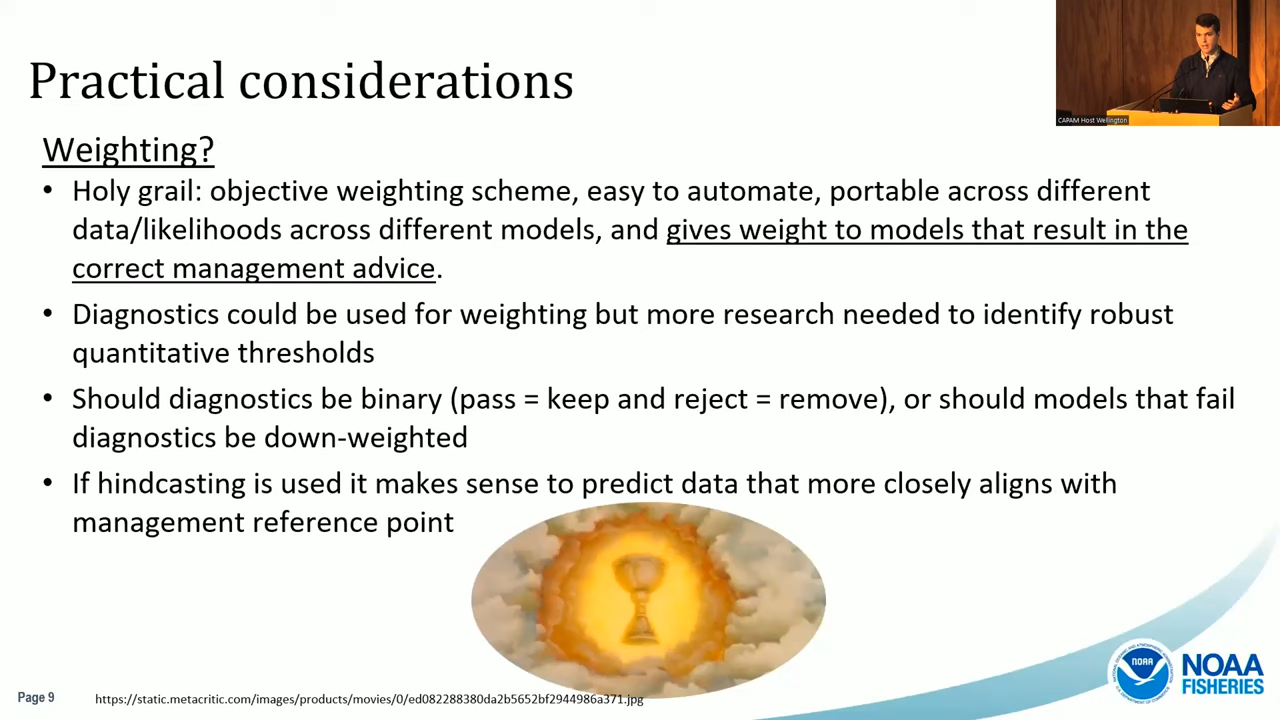 Practical considerations
CAPAM Host Wellington
Weighting?
• Holy grail: objective weighting scheme, easy to automate, portable across different
data/likelihoods across different models, and gives weight to models that result in the
correct management advice.
• Diagnostics could be used for weighting but more research needed to identify robust
quantitative thresholds
• Should diagnostics be binary (pass = keep and reject = remove), or should models that fail
diagnostics be down-weighted
• If hindcasting is used it makes sense to predict data that more closely aligns with
management reference point
NOAA
NOAA
FISHERIES
Page 9
https://static.metacritic.com/images/products/movies/0/ed082288380da2b5652bf2944986a371.jpg